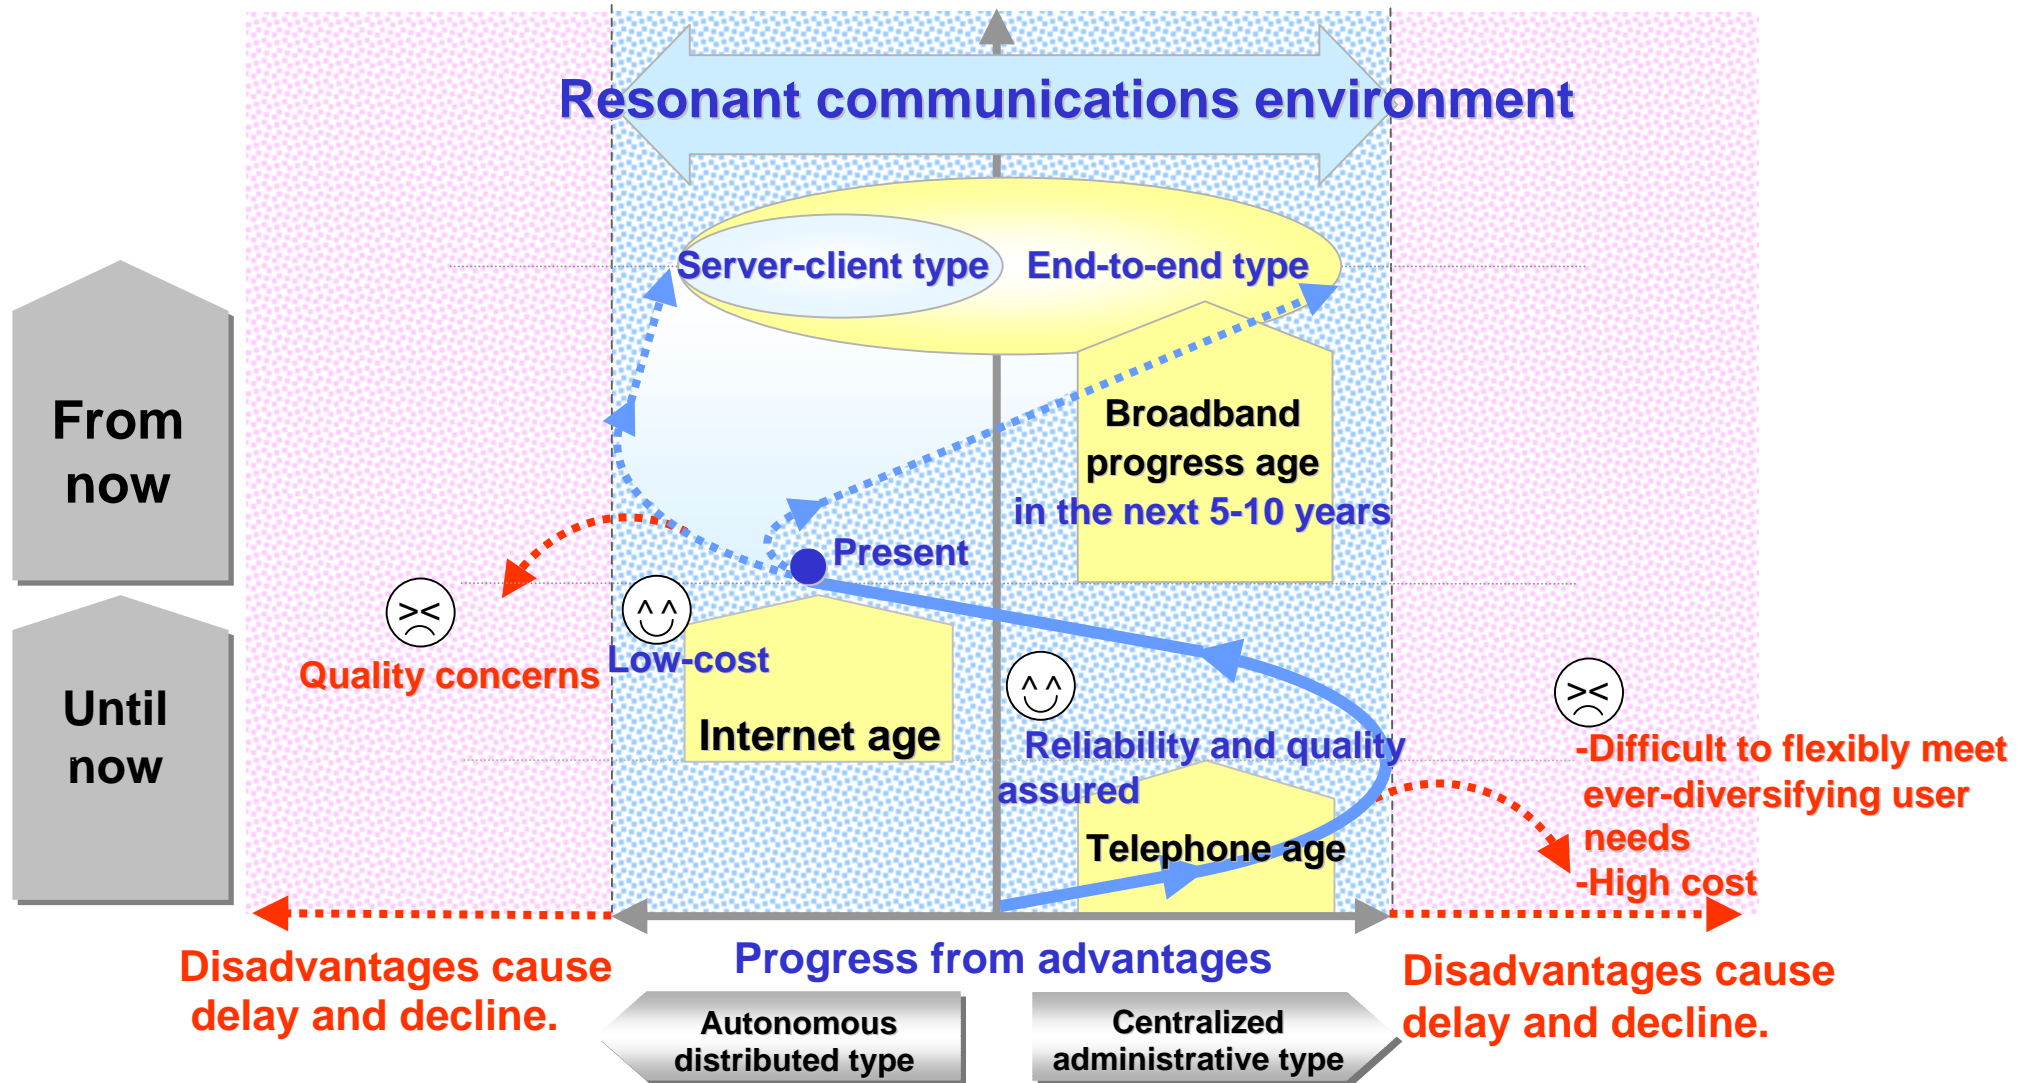 Resonant communications environment
Server-client type
End-to-end type
From
now
Broadband
progress age
in the next 5-10 years
Present
>< 
^ ^
Quality concerns
Low-cost
Until
now
Internet age
^ ^
Reliability and quality
assured
><
-Difficult to flexibly meet
ever-diversifying user
needs
-High cost
Telephone age
Disadvantages cause
delay and decline.
Progress from advantages
Disadvantages cause
delay and decline.
Autonomous
distributed type
Centralized
administrative type